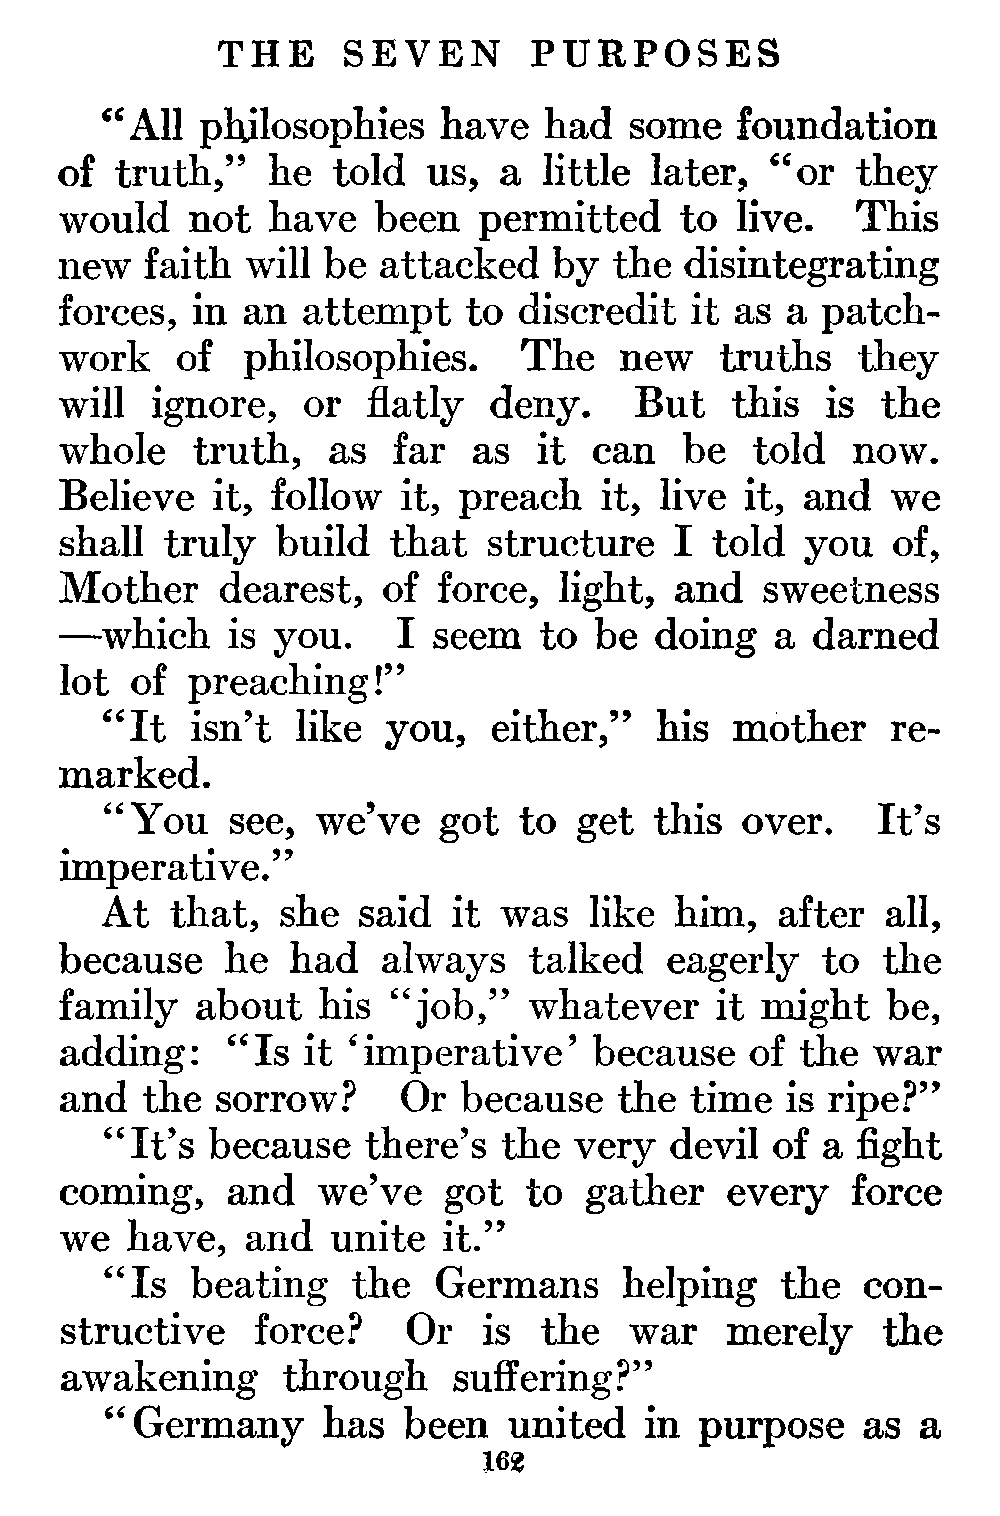 THE SEVEN PURPOSES
“All philosophies have had some foundation
of truth,” he told us, a little later, “or they
would not have been permitted to live. This
new faith will be attacked by the disintegrating
forces, in an attempt to discredit it as a patch-
work of philosophies. The new truths they
will ignore, or flatly deny. But this is the
whole truth, as far as it can be told now.
Believe it, follow it, preach it, live it, and we
shall truly build that structure I told you of,
Mother dearest, of force, light, and sweetness
—which is you. I seem to be doing a darned
lot of preaching!”
“It isn’t like you, either,” his mother re-
marked.
“You see, we’ve got to get this over. It’s
imperative.”
At that, she said it was like him, after all,
because he had always talked eagerly to the
family about his “job,” whatever it might be,
adding: “Is it ‘imperative’ because of the war
and the sorrow? Or because the time is ripe?”
“It’s because there’s the very devil of a fight
coming, and we’ve got to gather every force
we have, and unite it.”
“Is beating the Germans helping the con-
structive force? Or is the war merely the
awakening through suffering?”
“Germany has been united in purpose as a
162